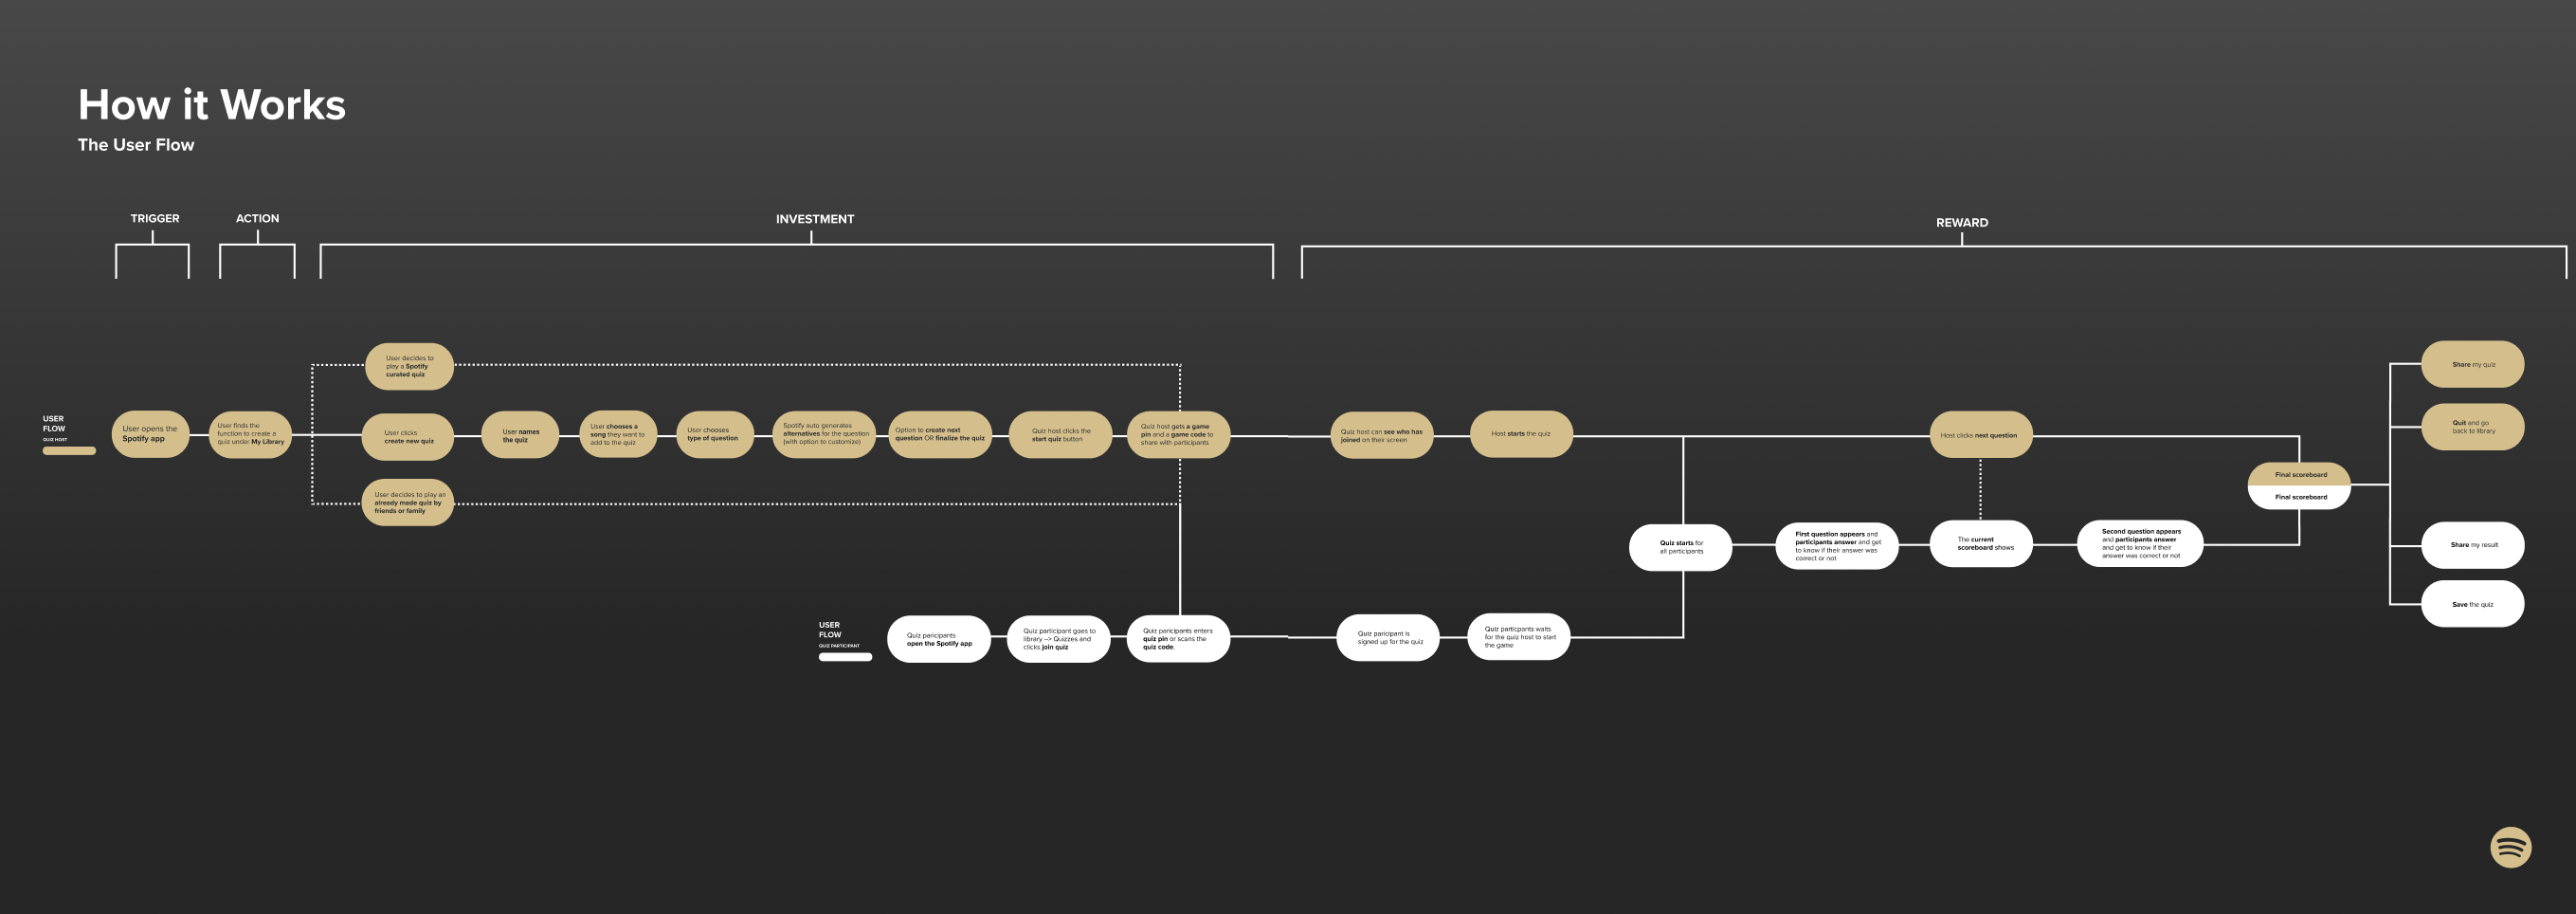 How it Works
The User Flow
TRIGGER
ACTION
INVESTMENT
REWARD
USER
FLOW
QUIZ HOST
User opens the
Spotify app
User finds the
function to create a
quiz under My Library
User decides to
play a Spotify
curated quiz
User clicks
create new quiz
User decides to play an
already made quiz by
friends or family
User names
the quiz
User chooses a
song they want to
add to the quiz
User chooses
type of question
Spotify auto generates
alternatives for the question
(with option to customize)
Option to create next
question OR finalize the quiz
Quiz host clicks the
start quiz button
Quiz host gets a game
pin and a game code to
share with participants
Quiz host can see who has
joined on their screen
Host starts the quiz
Host clicks next question
Final scoreboard
Final scoreboard
Share my quiz
Quit and go
back to library
Share my result
Save the quiz
Quiz starts for
all participants
First question appears and
participants answer and get
to know if their answer was
correct or not
The current
scoreboard shows
Second question appears
and participants answer
and get to know if their
answer was correct or not
USER
FLOW
QUIZ PARTICIPANT
Quiz paricipants
open the Spotify app
Quiz participant goes to
library –> Quizzes and
clicks join quiz
Quiz paricipants enters
quiz pin or scans the
quiz code.
Quiz paricipant is
signed up for the quiz
Quiz particpants waits
for the quiz host to start
the game